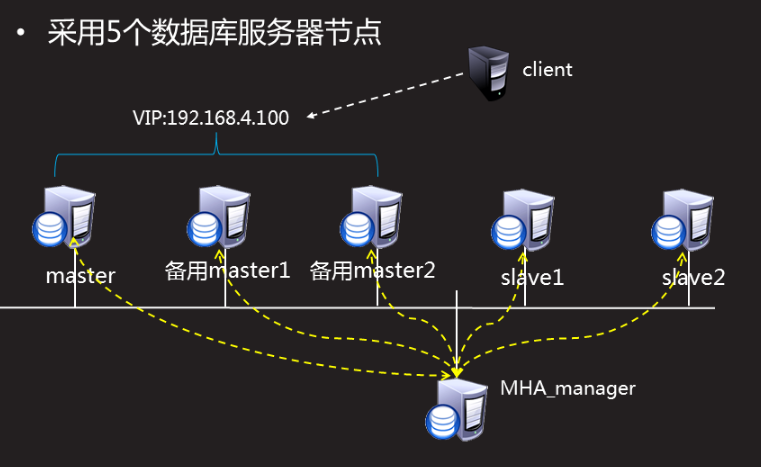 • 采用5个数据库服务器节点
client
VIP:192.168.4.100
master
备用master1
备用master2
slave1
slave2
MHA_manager